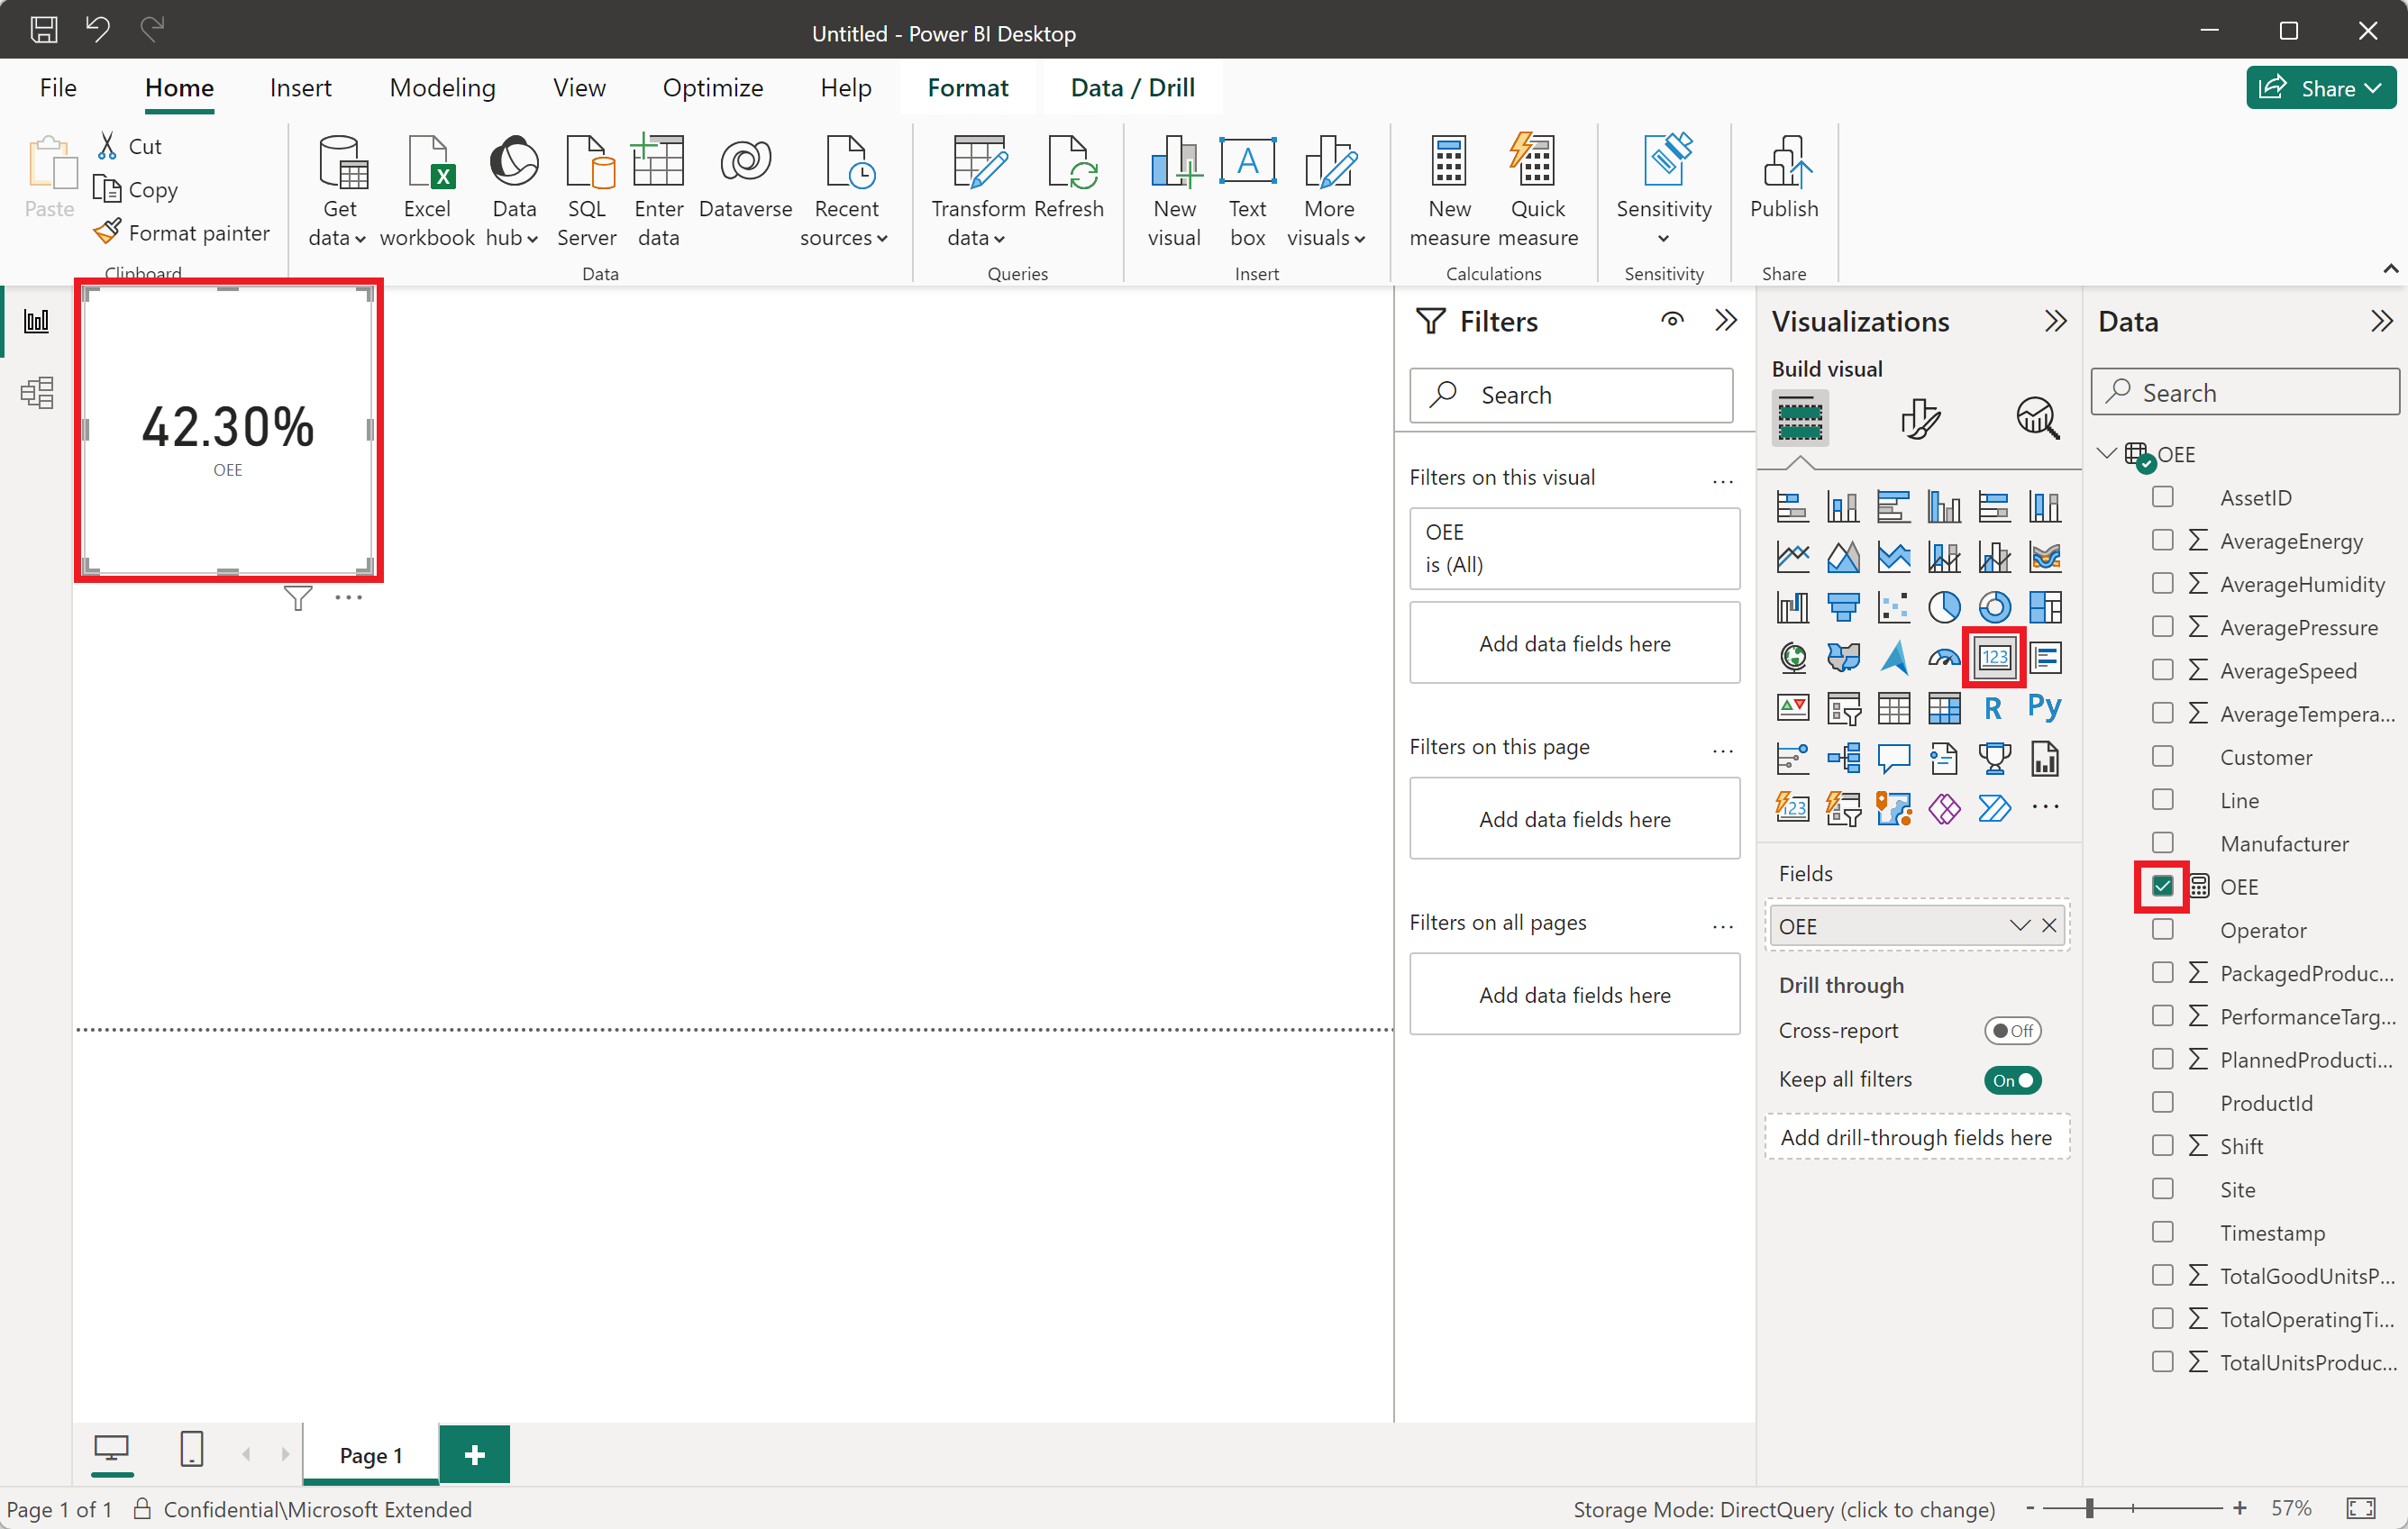 Untitled - Power BI Desktop
File Home Insert Modeling View Optimize Help Format Data / Drill Share
Paste
Cut
Copy
Format painter
Clipboard
Get data
Excel workbook
Data hub
SQL Server
Enter data
Dataverse
Recent sources
Data
Transform data
Refresh
Queries
New visual
A
Text box
More visuals
Insert
New measure
Quick measure
Calculations
Sensitivity
Sensitivity
Publish
Share
42.30%
OEE
Filters
Search
Filters on this visual ...
OEE
is (All)
Add data fields here
Filters on this page ...
Add data fields here
Filters on all pages ...
Add data fields here
Visualizations
Build visual
123
R Py
123
...
Fields
OEE
Drill through
Cross-report Off
Keep all filters On
Add drill-through fields here
Data
Search
OEE
AssetID
AverageEnergy
AverageHumidity
AveragePressure
AverageSpeed
AverageTempera...
Customer
Line
Manufacturer
OEE
Operator
PackagedProduc...
PerformanceTarg...
PlannedProducti...
ProductId
Shift
Site
Timestamp
TotalGoodUnitsP...
TotalOperatingTi...
TotalUnitsProduc...
Page 1 +
Page 1 of 1 Confidential\Microsoft Extended Storage Mode: DirectQuery (click to change) - + 57%